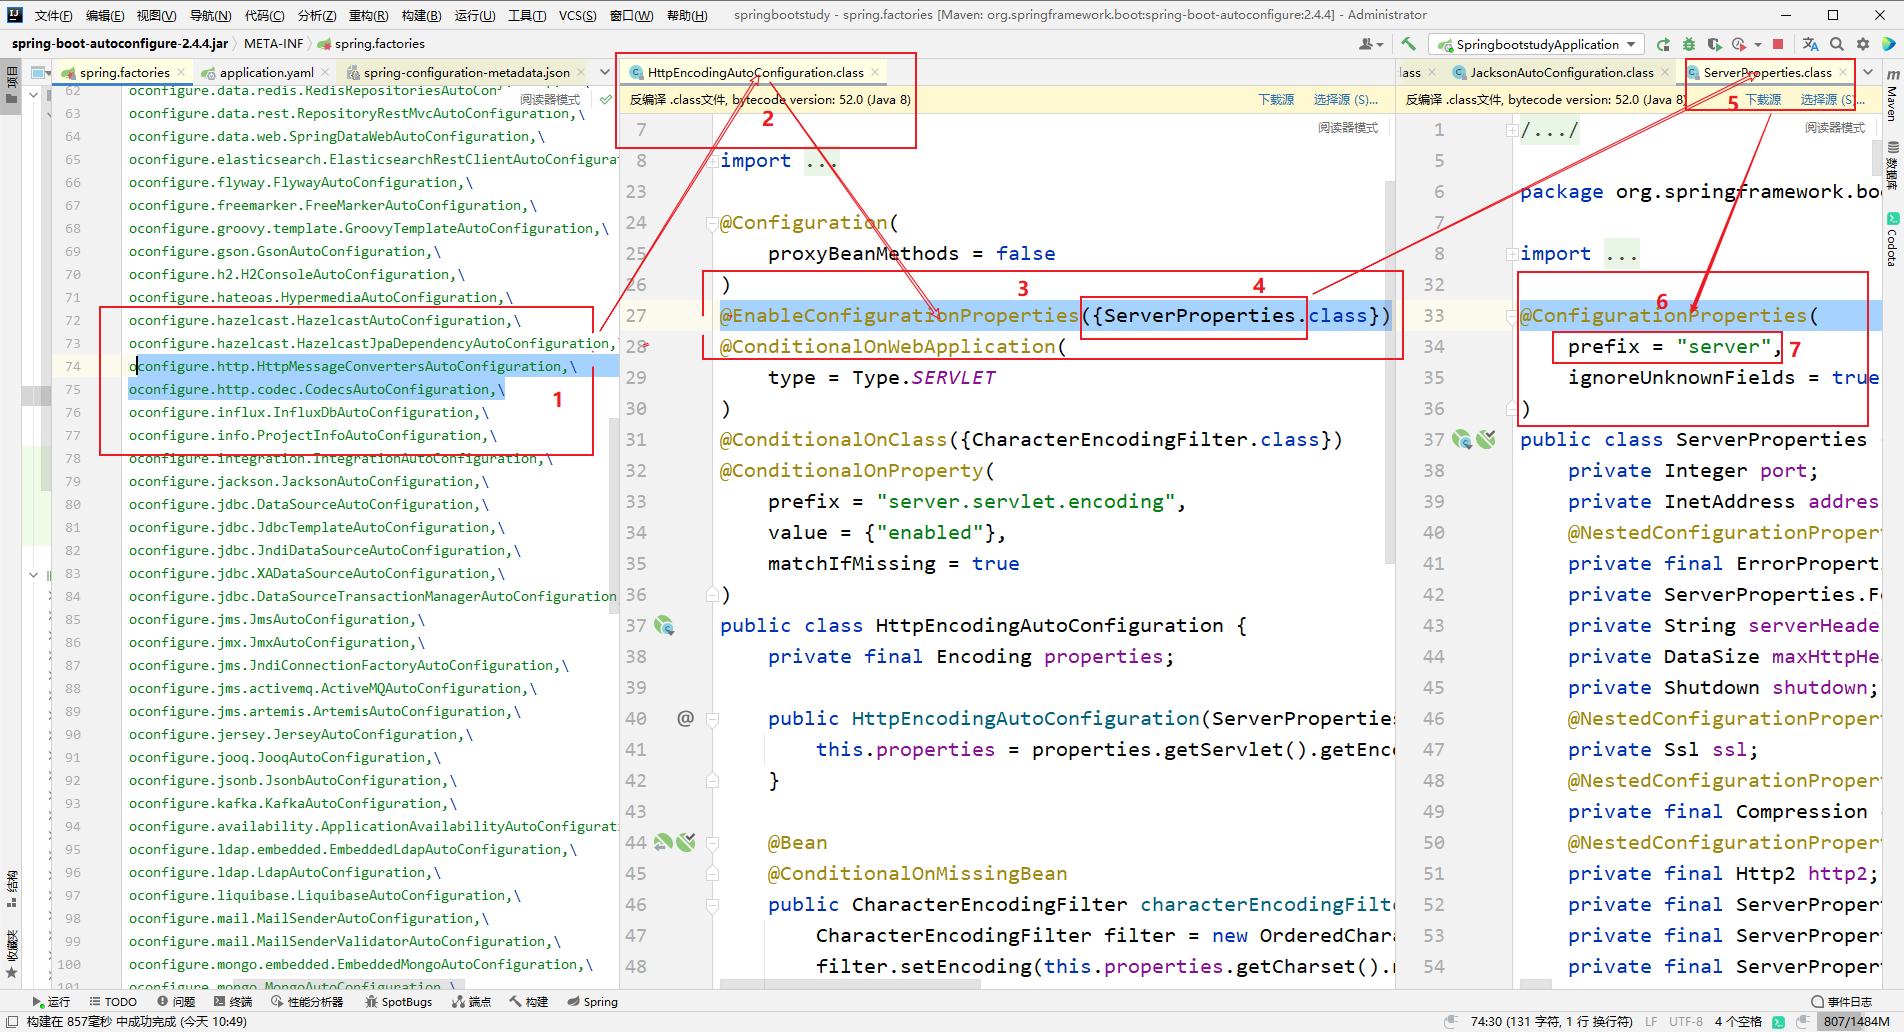 文件(F) 编辑(E) 视图(V) 导航(N) 代码(C) 分析(Z) 重构(R) 构建(B) 运行(U) 工具(T) VCS(S) 窗口(W) 帮助(H) springbootstudy - spring.factories [Maven: org.springframework.boot:spring-boot-autoconfigure:2.4.4] - Administrator
spring-boot-autoconfigure-2.4.4.jar META-INF spring.factories SpringbootstudyApplication
项目
spring.factories application.yaml spring-configuration-metadata.json
阅读器模式
62 oconfigure.data.redis.RedisRepositoriesAutoConf
63 oconfigure.data.rest.RepositoryRestMvcAutoConfiguration,\
64 oconfigure.data.web.SpringDataWebAutoConfiguration,\
65 oconfigure.elasticsearch.ElasticsearchRestClientAutoConfigurat
66 oconfigure.flyway.FlywayAutoConfiguration,\
67 oconfigure.freemarker.FreeMarkerAutoConfiguration,\
68 oconfigure.groovy.template.GroovyTemplateAutoConfiguration,\
69 oconfigure.gson.GsonAutoConfiguration,\
70 oconfigure.h2.H2ConsoleAutoConfiguration,\
71 oconfigure.hateoas.HypermediaAutoConfiguration,\
72 oconfigure.hazelcast.HazelcastAutoConfiguration,\
73 oconfigure.hazelcast.HazelcastJpaDependencyAutoConfiguration,
74 oconfigure.http.HttpMessageConvertersAutoConfiguration,\
75 oconfigure.http.codec.CodecsAutoConfiguration,\
1
76 oconfigure.influx.InfluxDbAutoConfiguration,\
77 oconfigure.info.ProjectInfoAutoConfiguration,\
78 oconfigure.integration.IntegrationAutoConfiguration,\
79 oconfigure.jackson.JacksonAutoConfiguration,\
80 oconfigure.jdbc.DataSourceAutoConfiguration,\
81 oconfigure.jdbc.JdbcTemplateAutoConfiguration,\
82 oconfigure.jdbc.JndiDataSourceAutoConfiguration,\
83 oconfigure.jdbc.XADataSourceAutoConfiguration,\
84 oconfigure.jdbc.DataSourceTransactionManagerAutoConfiguration
85 oconfigure.jms.JmsAutoConfiguration,\
86 oconfigure.jmx.JmxAutoConfiguration,\
87 oconfigure.jms.JndiConnectionFactoryAutoConfiguration,\
88 oconfigure.jms.activemq.ActiveMQAutoConfiguration,\
89 oconfigure.jms.artemis.ArtemisAutoConfiguration,\
90 oconfigure.jersey.JerseyAutoConfiguration,\
91 oconfigure.jooq.JooqAutoConfiguration,\
92 oconfigure.jsonb.JsonbAutoConfiguration,\
93 oconfigure.kafka.KafkaAutoConfiguration,\
94 oconfigure.availability.ApplicationAvailabilityAutoConfigurati
95 oconfigure.ldap.embedded.EmbeddedLdapAutoConfiguration,\
96 oconfigure.ldap.LdapAutoConfiguration,\
97 oconfigure.liquibase.LiquibaseAutoConfiguration,\
98 oconfigure.mail.MailSenderAutoConfiguration,\
99 oconfigure.mail.MailSenderValidatorAutoConfiguration,\
100 oconfigure.mongo.embedded.EmbeddedMongoAutoConfiguration,\
101 oconfigure.mongo.MongoAutoConfiguration,\
HttpEncodingAutoConfiguration.class
反编译 .class文件, bytecode version: 52.0 (Java 8) 下载源 选择源 (S)...
2
阅读器模式
7
8 import ...
23
24 @Configuration(
25 proxyBeanMethods = false
26 )
3 4
27 @EnableConfigurationProperties({ServerProperties.class})
28 @ConditionalOnWebApplication(
29 type = Type.SERVLET
30 )
31 @ConditionalOnClass({CharacterEncodingFilter.class})
32 @ConditionalOnProperty(
33 prefix = "server.servlet.encoding",
34 value = {"enabled"},
35 matchIfMissing = true
36 )
37 public class HttpEncodingAutoConfiguration {
38 private final Encoding properties;
39
40 @ public HttpEncodingAutoConfiguration(ServerProperties
41 this.properties = properties.getServlet().getEnco
42 }
43
44 @Bean
45 @ConditionalOnMissingBean
46 public CharacterEncodingFilter characterEncodingFilte
47 CharacterEncodingFilter filter = new OrderedChara
48 filter.setEncoding(this.properties.getCharset().
lass JacksonAutoConfiguration.class ServerProperties.class
反编译 .class文件, bytecode version: 52.0 (Java 8) 下载源 选择源 (S)...
5
阅读器模式
1 /.../
5
6 package org.springframework.boo
7
8 import ...
32
6
33 @ConfigurationProperties(
34 prefix = "server",
7
35 ignoreUnknownFields = true
36 )
37 public class ServerProperties
38 private Integer port;
39 private InetAddress addres
40 @NestedConfigurationProper
41 private final ErrorProperti
42 private ServerProperties.Fo
43 private String serverHeade
44 private DataSize maxHttpHea
45 private Shutdown shutdown;
46 @NestedConfigurationProper
47 private Ssl ssl;
48 @NestedConfigurationProper
49 private final Compression
50 @NestedConfigurationProper
51 private final Http2 http2;
52 private final ServerProper
53 private final ServerProper
54 private final ServerProper
m Maven
数据库
Codota
结构
收藏夹
运行 TODO 问题 终端 性能分析器 SpotBugs 端点 构建 Spring 事件日志
构建在 857毫秒 中成功完成 (今天 10:49) 74:30 (131 字符, 1 行 换行符) LF UTF-8 4 个空格 807/1484M